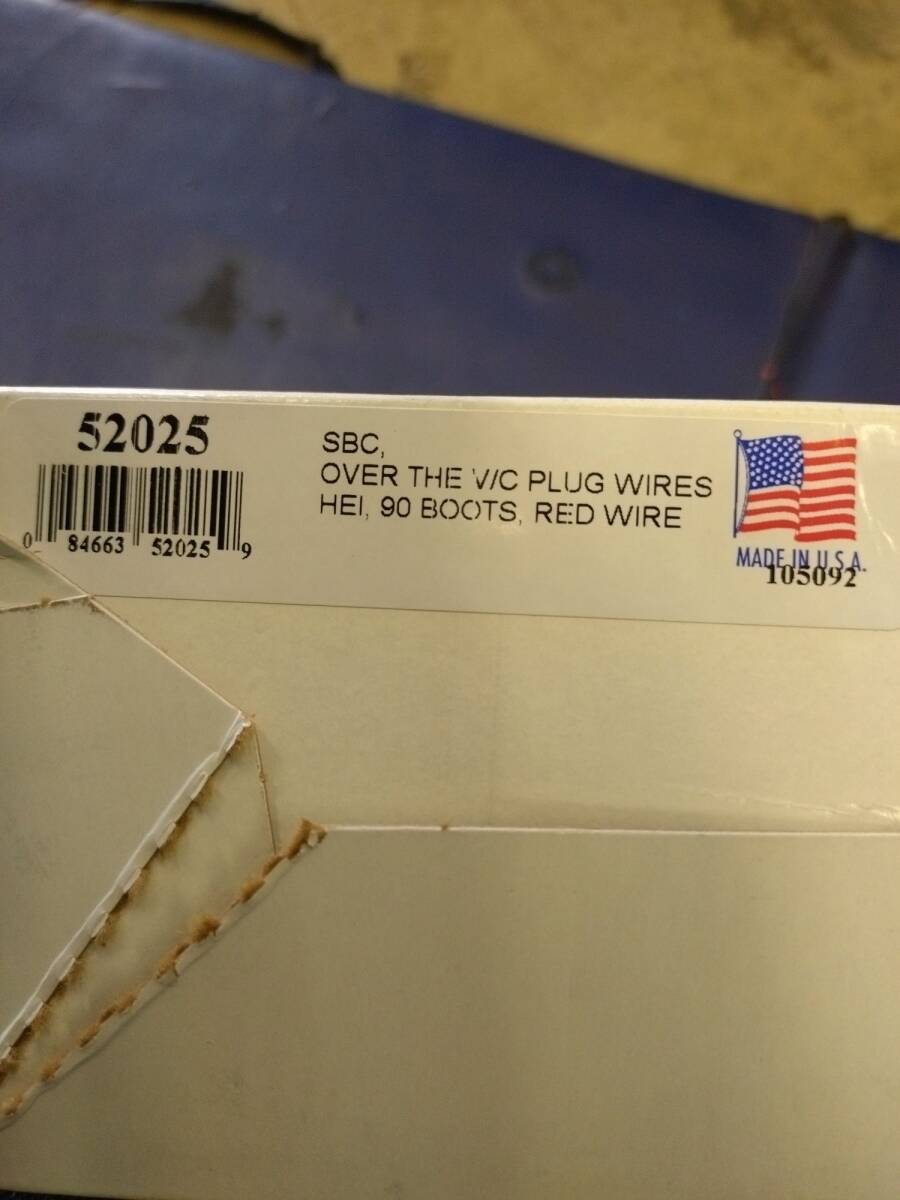 52025
0 84663 52025 9
SBC,
OVER THE V/C PLUG WIRES
HEI, 90 BOOTS, RED WIRE
MADE IN U.S.A.
105092